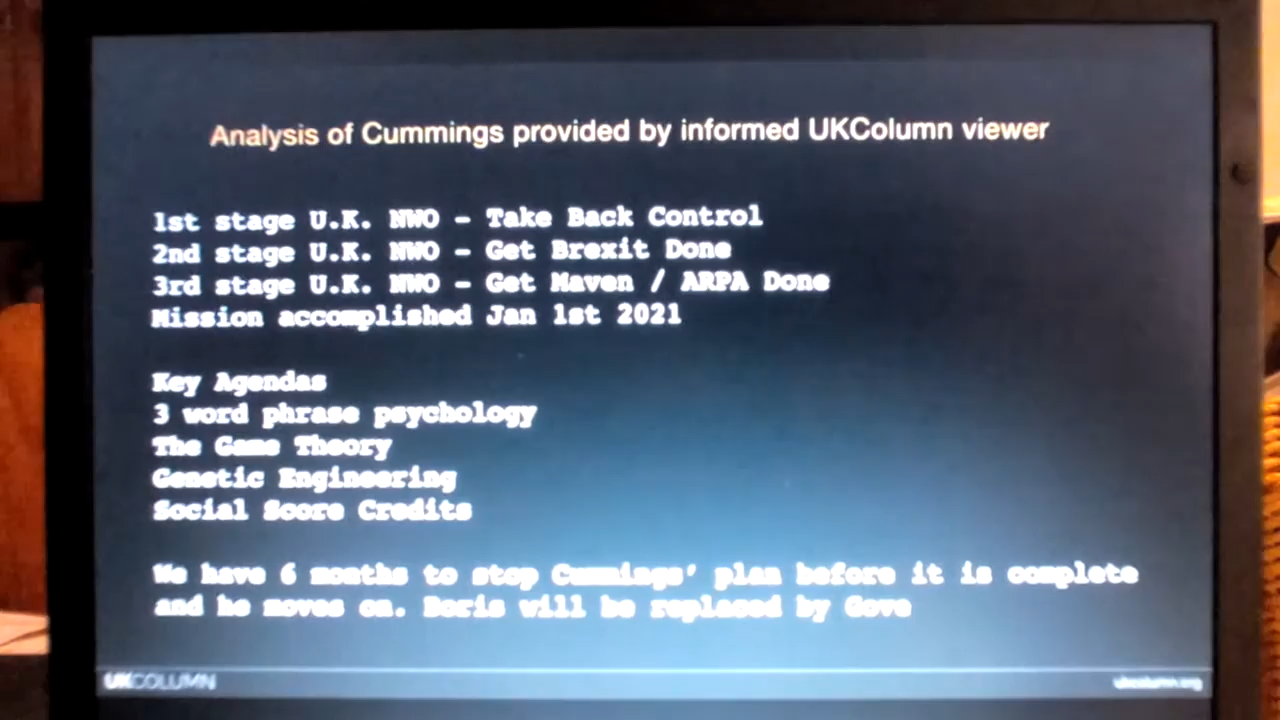 Analysis of Cummings provided by informed UKColumn viewer
1st stage U.K. NWO - Take Back Control
2nd stage U.K. NWO - Get Brexit Done
3rd stage U.K. NWO - Get Maven / ARPA Done
Mission accomplished Jan 1st 2021
Key Agendas
3 word phrase psychology
The Game Theory
Genetic Engineering
Social Score Credits
We have 6 months to stop Cummings' plan before it is complete
and he moves on. Boris will be replaced by Gove
UKCOLUMN
ukcolumn.org